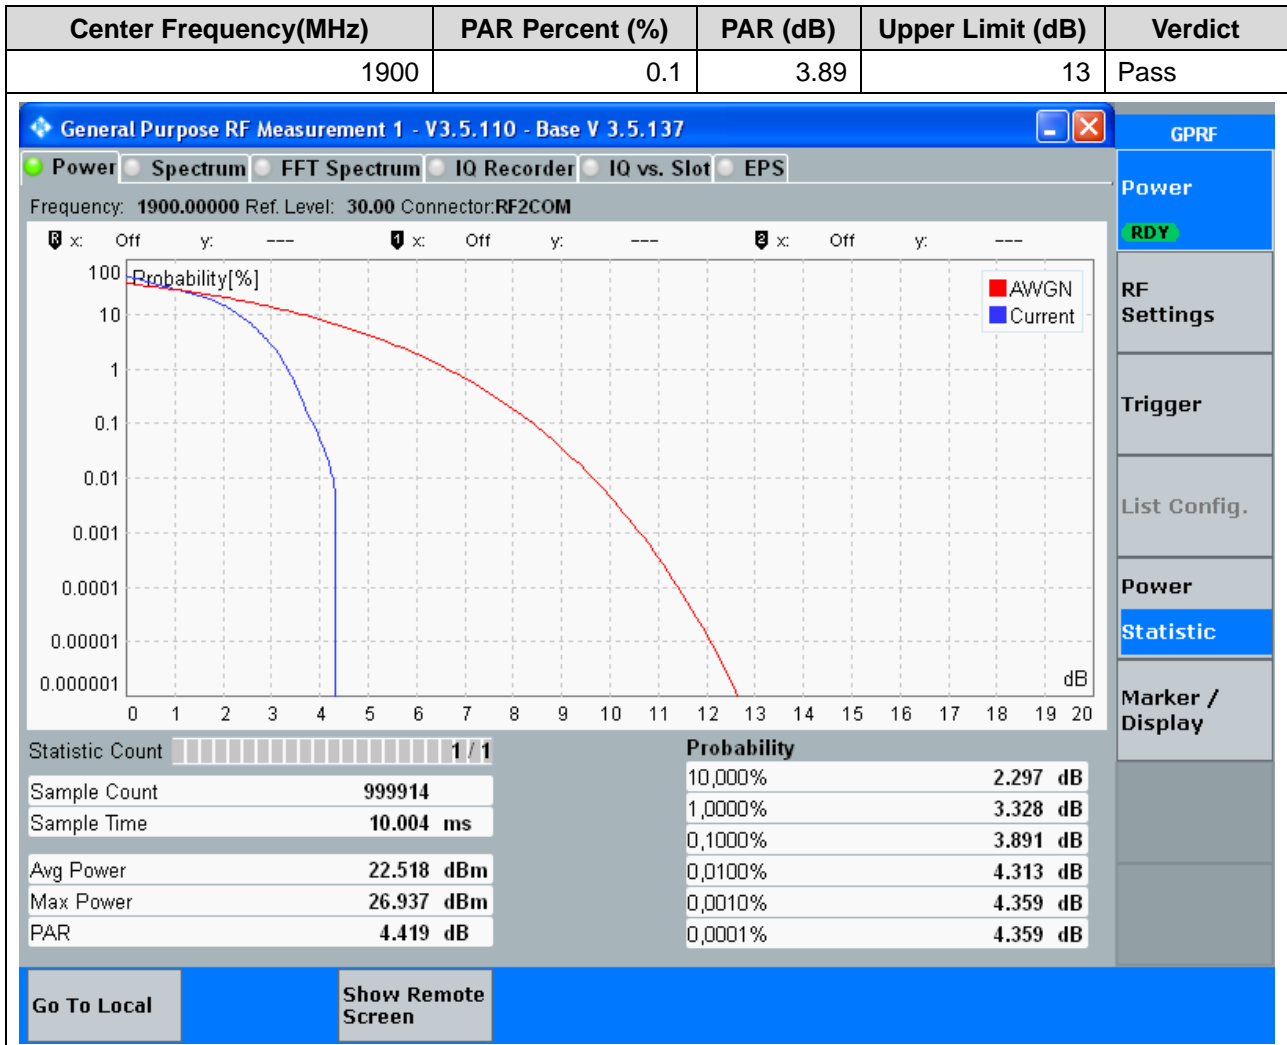 Center Frequency(MHz) PAR Percent (%) PAR (dB) Upper Limit (dB) Verdict
1900 0.1 3.89 13 Pass
General Purpose RF Measurement 1 - V3.5.110 - Base V 3.5.137
GPRF
Power Spectrum FFT Spectrum IQ Recorder IQ vs. Slot EPS
Frequency: 1900.00000 Ref. Level: 30.00 Connector:RF2COM
R x: Off y: --- 1 x: Off y: --- 2 x: Off y: ---
Probability[%]
AWGN
Current
100
10
1
0.1
0.01
0.001
0.0001
0.00001
0.000001
dB
0 1 2 3 4 5 6 7 8 9 10 11 12 13 14 15 16 17 18 19 20
Statistic Count 1 / 1
Sample Count 999914
Sample Time 10.004 ms
Avg Power 22.518 dBm
Max Power 26.937 dBm
PAR 4.419 dB
Probability
10,000% 2.297 dB
1,0000% 3.328 dB
0,1000% 3.891 dB
0,0100% 4.313 dB
0,0010% 4.359 dB
0,0001% 4.359 dB
Power
RDY
RF
Settings
Trigger
List Config.
Power
Statistic
Marker /
Display
Go To Local
Show Remote
Screen